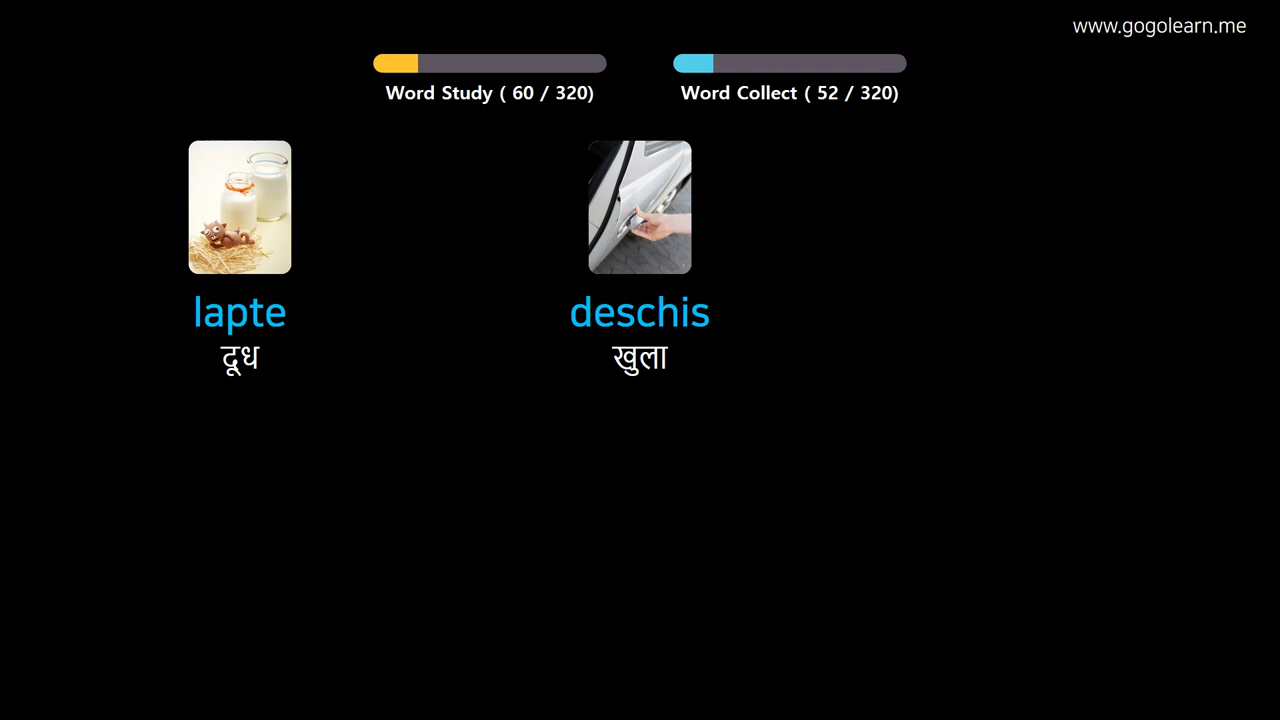 www.gogolearn.me
Word Study ( 60 / 320)
Word Collect ( 52 / 320)
lapte
दूध
deschis
खुला